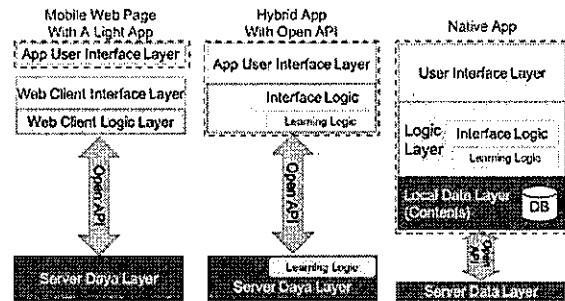 Mobile Web Page
With A Light App
App User Interface Layer
Web Client Interface Layer
Web Client Logic Layer
Open API
Server Daya Layer
Hybrid App
With Open API
App User Interface Layer
Interface Logic
Learning Logic
Open API
Learning Logic
Server Daya Layer
Native App
User Interface Layer
Logic
Layer
Interface Logic
Learning Logic
Local Data Layer
(Contents)
DB
Open
API
Server Data Layer